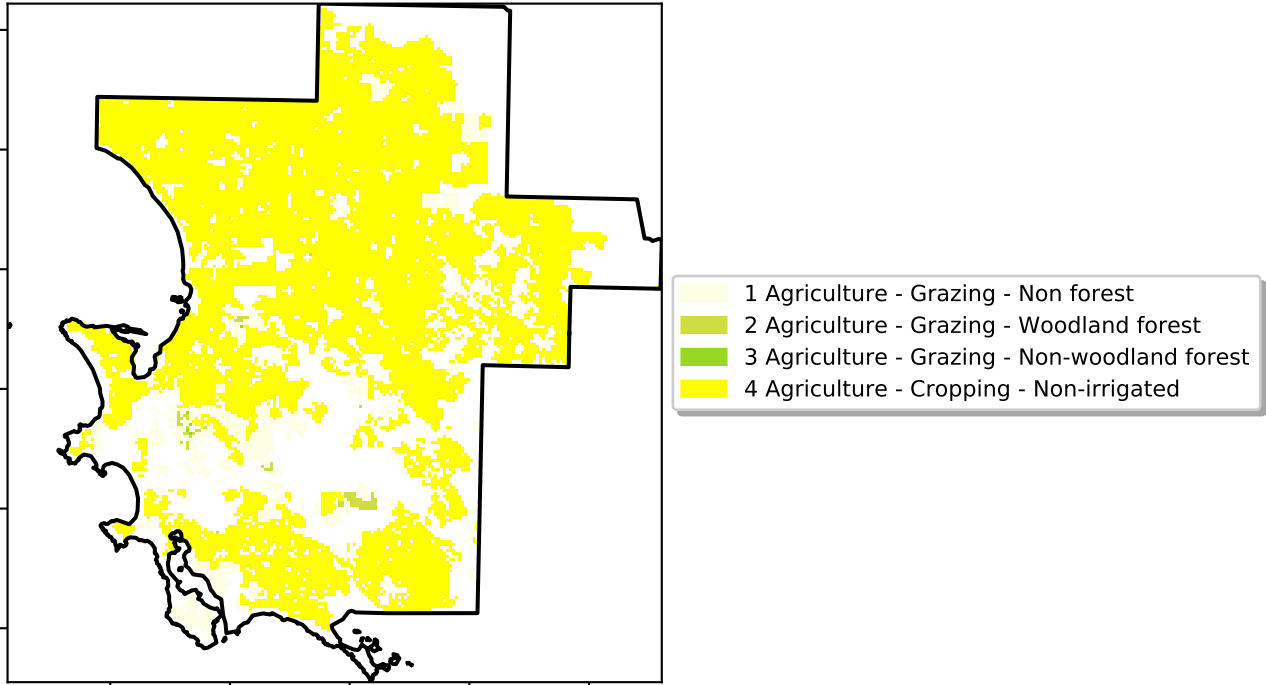 1 Agriculture - Grazing - Non forest
2 Agriculture - Grazing - Woodland forest
3 Agriculture - Grazing - Non-woodland forest
4 Agriculture - Cropping - Non-irrigated